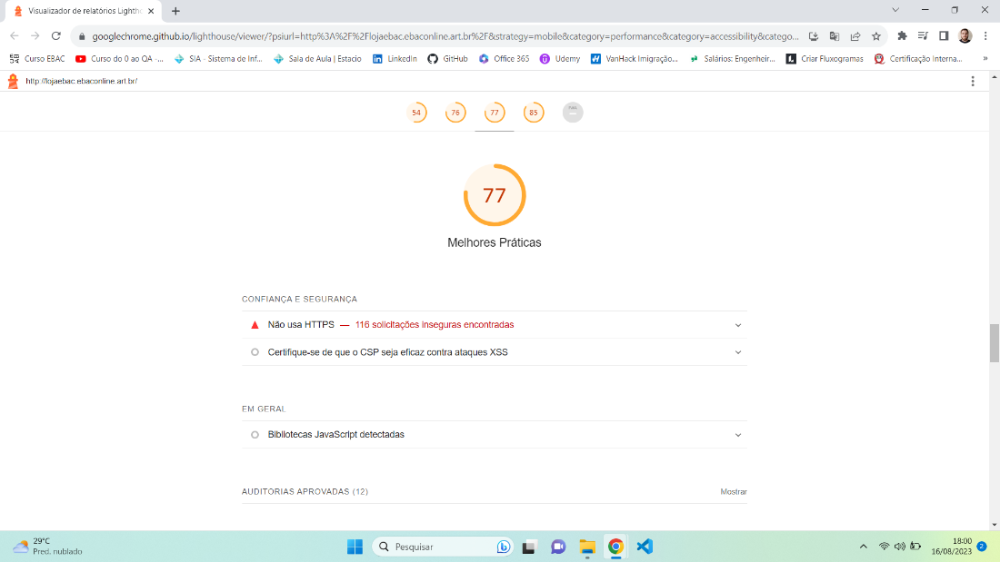 Visualizador de relatórios Lighth
googlechrome.github.io/lighthouse/viewer/?psiurl=http%3A%2F%2Flojaebac.ebaconline.art.br%2F&strategy=mobile&category=performance&category=accessibility&catego...
Curso EBAC Curso do 0 ao QA -... SIA - Sistema de Inf... Sala de Aula | Estacio LinkedIn GitHub Office 365 Udemy VanHack Imigração... Salários: Engenheir... Criar Fluxogramas Certificação Interna... »
http://lojaebac.ebaconline.art.br/
54 76 77 85
77
Melhores Práticas
CONFIANÇA E SEGURANÇA
Não usa HTTPS — 116 solicitações inseguras encontradas
Certifique-se de que o CSP seja eficaz contra ataques XSS
EM GERAL
Bibliotecas JavaScript detectadas
AUDITORIAS APROVADAS (12) Mostrar
29°C
Pred. nublado
Pesquisar
18:00
16/08/2023
2